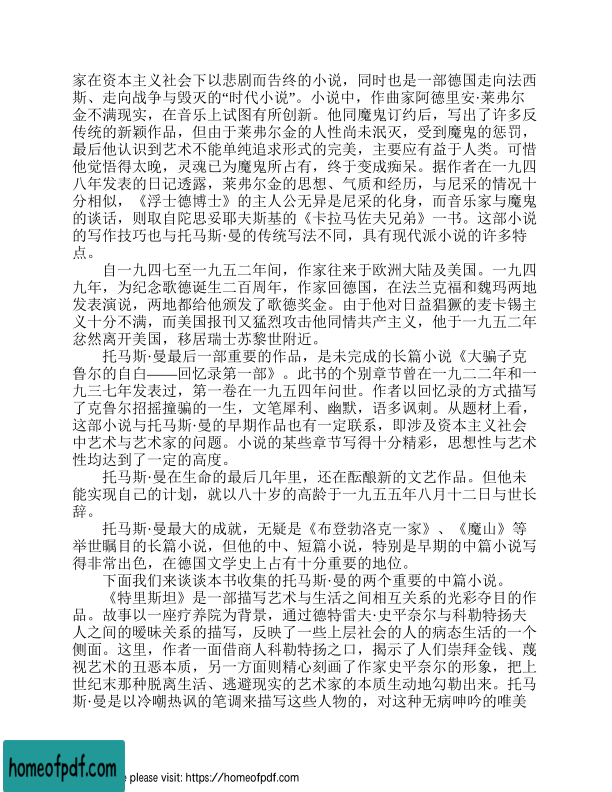 家在资本主义社会下以悲剧而告终的小说，同时也是一部德国走向法西
斯、走向战争与毁灭的“时代小说”。小说中，作曲家阿德里安·莱弗尔
金不满现实，在音乐上试图有所创新。他同魔鬼订约后，写出了许多反
传统的新颖作品，但由于莱弗尔金的人性尚未泯灭，受到魔鬼的惩罚，
最后他认识到艺术不能单纯追求形式的完美，主要应有益于人类。可惜
他觉悟得太晚，灵魂已为魔鬼所占有，终于变成痴呆。据作者在一九四
八年发表的日记透露，莱弗尔金的思想、气质和经历，与尼采的情况十
分相似，《浮士德博士》的主人公无异是尼采的化身，而音乐家与魔鬼
的谈话，则取自陀思妥耶夫斯基的《卡拉马佐夫兄弟》一书。这部小说
的写作技巧也与托马斯·曼的传统写法不同，具有现代派小说的许多特
点。
自一九四七至一九五二年间，作家往来于欧洲大陆及美国。一九四
九年，为纪念歌德诞生二百周年，作家回德国，在法兰克福和魏玛两地
发表演说，两地都给他颁发了歌德奖金。由于他对日益猖獗的麦卡锡主
义十分不满，而美国报刊又猛烈攻击他同情共产主义，他于一九五二年
忿然离开美国，移居瑞士苏黎世附近。
托马斯·曼最后一部重要的作品，是未完成的长篇小说《大骗子克
鲁尔的自白——回忆录第一部》。此书的个别章节曾在一九二二年和一
九三七年发表过，第一卷在一九五四年问世。作者以回忆录的方式描写
了克鲁尔招摇撞骗的一生，文笔犀利、幽默，语多讽刺。从题材上看，
这部小说与托马斯·曼的早期作品也有一定联系，即涉及资本主义社会
中艺术与艺术家的问题。小说的某些章节写得十分精彩，思想性与艺术
性均达到了一定的高度。
托马斯·曼在生命的最后几年里，还在酝酿新的文艺作品。但他未
能实现自己的计划，就以八十岁的高龄于一九五五年八月十二日与世长
辞。
托马斯·曼最大的成就，无疑是《布登勃洛克一家》、《魔山》等
举世瞩目的长篇小说，但他的中、短篇小说，特别是早期的中篇小说写
得非常出色，在德国文学史上占有十分重要的地位。
下面我们来谈谈本书收集的托马斯·曼的两个重要的中篇小说。
《特里斯坦》是一部描写艺术与生活之间相互关系的光彩夺目的作
品。故事以一座疗养院为背景，通过德特雷夫·史平奈尔与科勒特扬夫
人之间的暧昧关系的描写，反映了一些上层社会的人的病态生活的一个
侧面。这里，作者一面借商人科勒特扬之口，揭示了人们崇拜金钱、蔑
视艺术的丑恶本质，另一方面则精心刻画了作家史平奈尔的形象，把上
世纪末那种脱离生活、逃避现实的艺术家的本质生动地勾勒出来。托马
斯·曼是以冷嘲热讽的笔调来描写这些人物的，对这种无病呻吟的唯美
homeofpdf.com
e please visit: https://homeofpdf.com